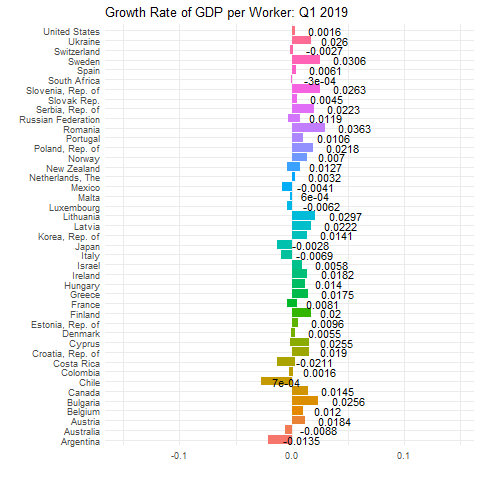 Growth Rate of GDP per Worker: Q1 2019
United States 0.0016
Ukraine 0.026
Switzerland -0.0027
Sweden 0.0306
Spain 0.0061
South Africa -3e-04
Slovenia, Rep. of 0.0263
Slovak Rep. 0.0045
Serbia, Rep. of 0.0223
Russian Federation 0.0119
Romania 0.0363
Portugal 0.0106
Poland, Rep. of 0.0218
Norway 0.007
New Zealand 0.0127
Netherlands, The 0.0032
Mexico -0.0041
Malta 6e-04
Luxembourg -0.0062
Lithuania 0.0297
Latvia 0.0222
Korea, Rep. of 0.0141
Japan -0.0028
Italy -0.0069
Israel 0.0058
Ireland 0.0182
Hungary 0.014
Greece 0.0175
France 0.0081
Finland 0.02
Estonia, Rep. of 0.0096
Denmark 0.0055
Cyprus 0.0255
Croatia, Rep. of 0.019
Costa Rica -0.0211
Colombia 0.0016
Chile 7e-04
Canada 0.0145
Bulgaria 0.0256
Belgium 0.012
Austria 0.0184
Australia -0.0088
Argentina -0.0135
-0.1 0.0 0.1